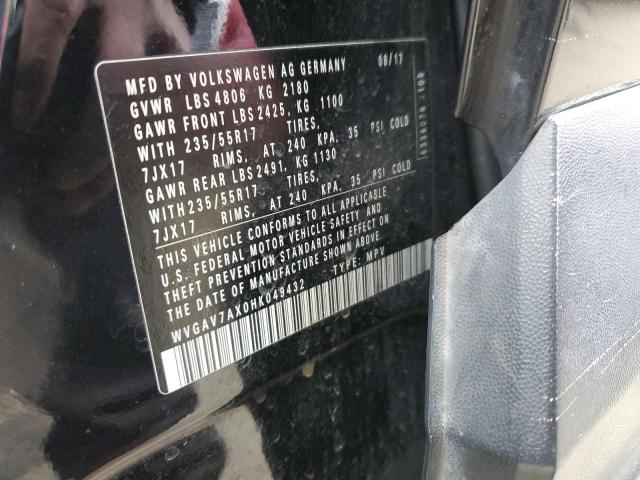 MFD BY VOLKSWAGEN AG GERMANY 08/17
GVWR LBS 4806 KG 2180
GAWR FRONT LBS 2425, KG 1100
WITH 235/55R17 TIRES,
7JX17 RIMS, AT 240 KPA, 35 PSI COLD
GAWR REAR LBS 2491, KG 1130
WITH 235/55R17 TIRES,
7JX17 RIMS, AT 240 KPA, 35 PSI COLD
THIS VEHICLE CONFORMS TO ALL APPLICABLE
U.S. FEDERAL MOTOR VEHICLE SAFETY AND
THEFT PREVENTION STANDARDS IN EFFECT ON
THE DATE OF MANUFACTURE SHOWN ABOVE.
WVGAV7AX0HK049432 TYPE: MPV